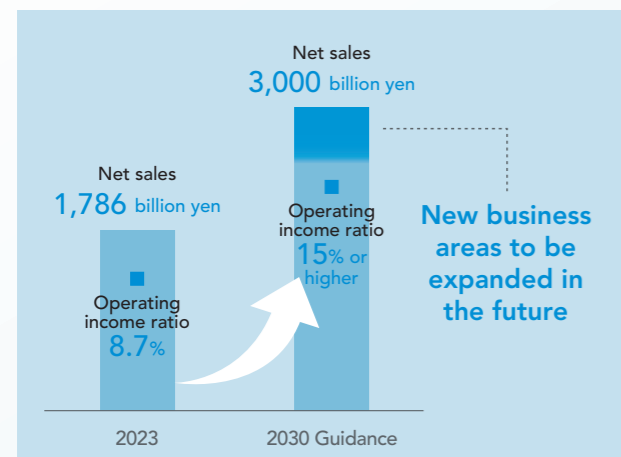 Net sales
1,786 billion yen
Operating
income ratio
8.7%
2023
Net sales
3,000 billion yen
Operating
income ratio
15% or
higher
2030 Guidance
New business
areas to be
expanded in
the future